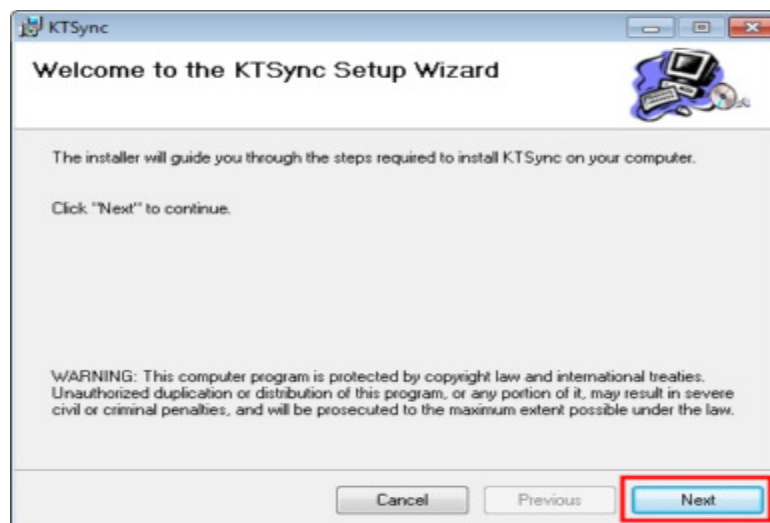 KTSync
Welcome to the KTSync Setup Wizard
The installer will guide you through the steps required to install KTSync on your computer.
Click "Next" to continue.
WARNING: This computer program is protected by copyright law and international treaties.
Unauthorized duplication or distribution of this program, or any portion of it, may result in severe
civil or criminal penalties, and will be prosecuted to the maximum extent possible under the law.
Cancel
Previous
Next